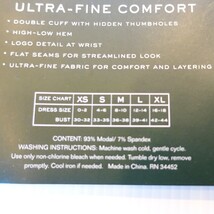 ULTRA-FINE COMFORT
• DOUBLE CUFF WITH HIDDEN THUMBHOLES
• HIGH-LOW HEM
• LOGO DETAIL AT WRIST
• FLAT SEAMS FOR STREAMLINED LOOK
• ULTRA-FINE FABRIC FOR COMFORT AND LAYERING
SIZE CHART XS S M L XL
DRESS SIZE 0-2 4-6 8-10 12-14 16-18
BUST
CONTENT: 93% Modal / 7% Spandex
WASHING INSTRUCTIONS: Machine wash cold, gentle cycle.
Use only non-chlorine bleach when needed. Tumble dry low, remove
promptly. Cool iron if needed. Made in China. RN 34452